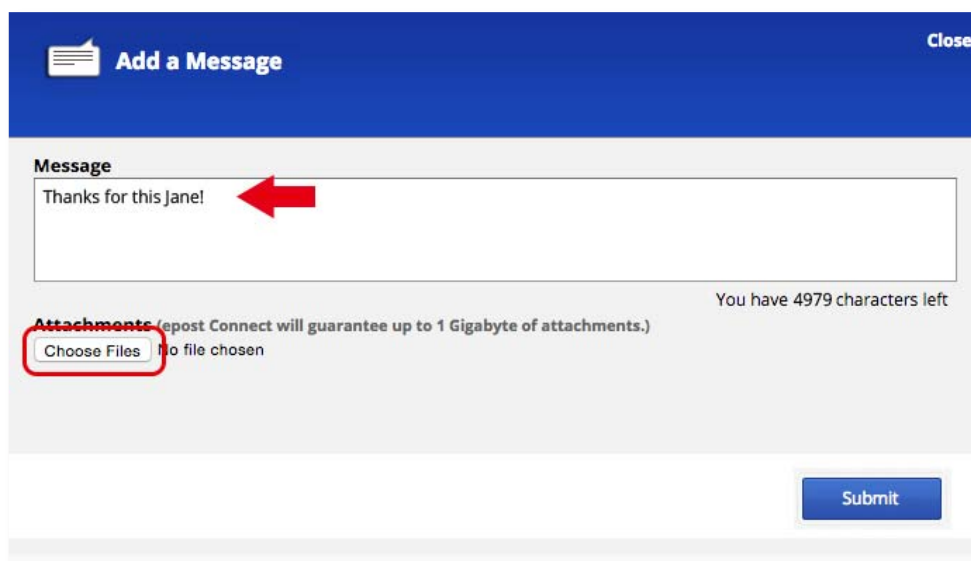 Close
Add a Message
Message
Thanks for this Jane!
You have 4979 characters left
Attachments (epost Connect will guarantee up to 1 Gigabyte of attachments.)
Choose Files No file chosen
Submit